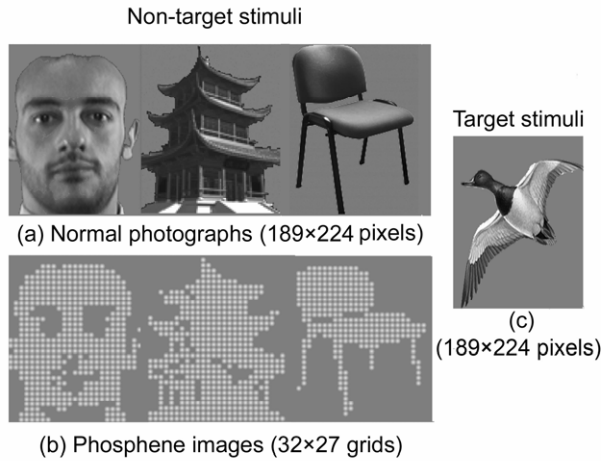 Non-target stimuli
Target stimuli
(a) Normal photographs (189×224 pixels)
(c)
(189×224 pixels)
(b) Phosphene images (32×27 grids)